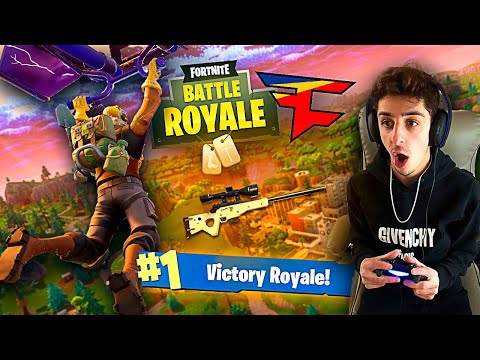 FORTNITE
BATTLE
ROYALE
#1 Victory Royale!
GIVENCHY